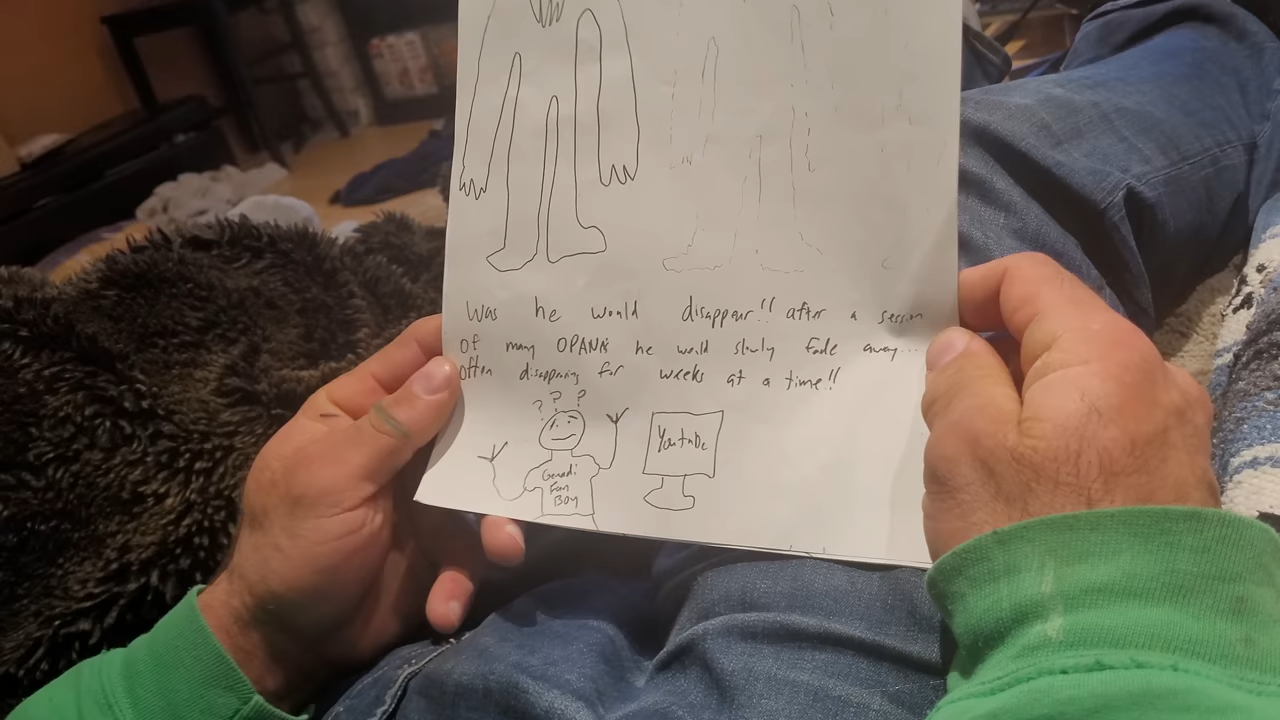 Was he would disappear!! after a session
of many OPANA's he would slowly fade away...
often disappearing for weeks at a time!!
? ? ?
Youtube
Genadi
Fan
BOY